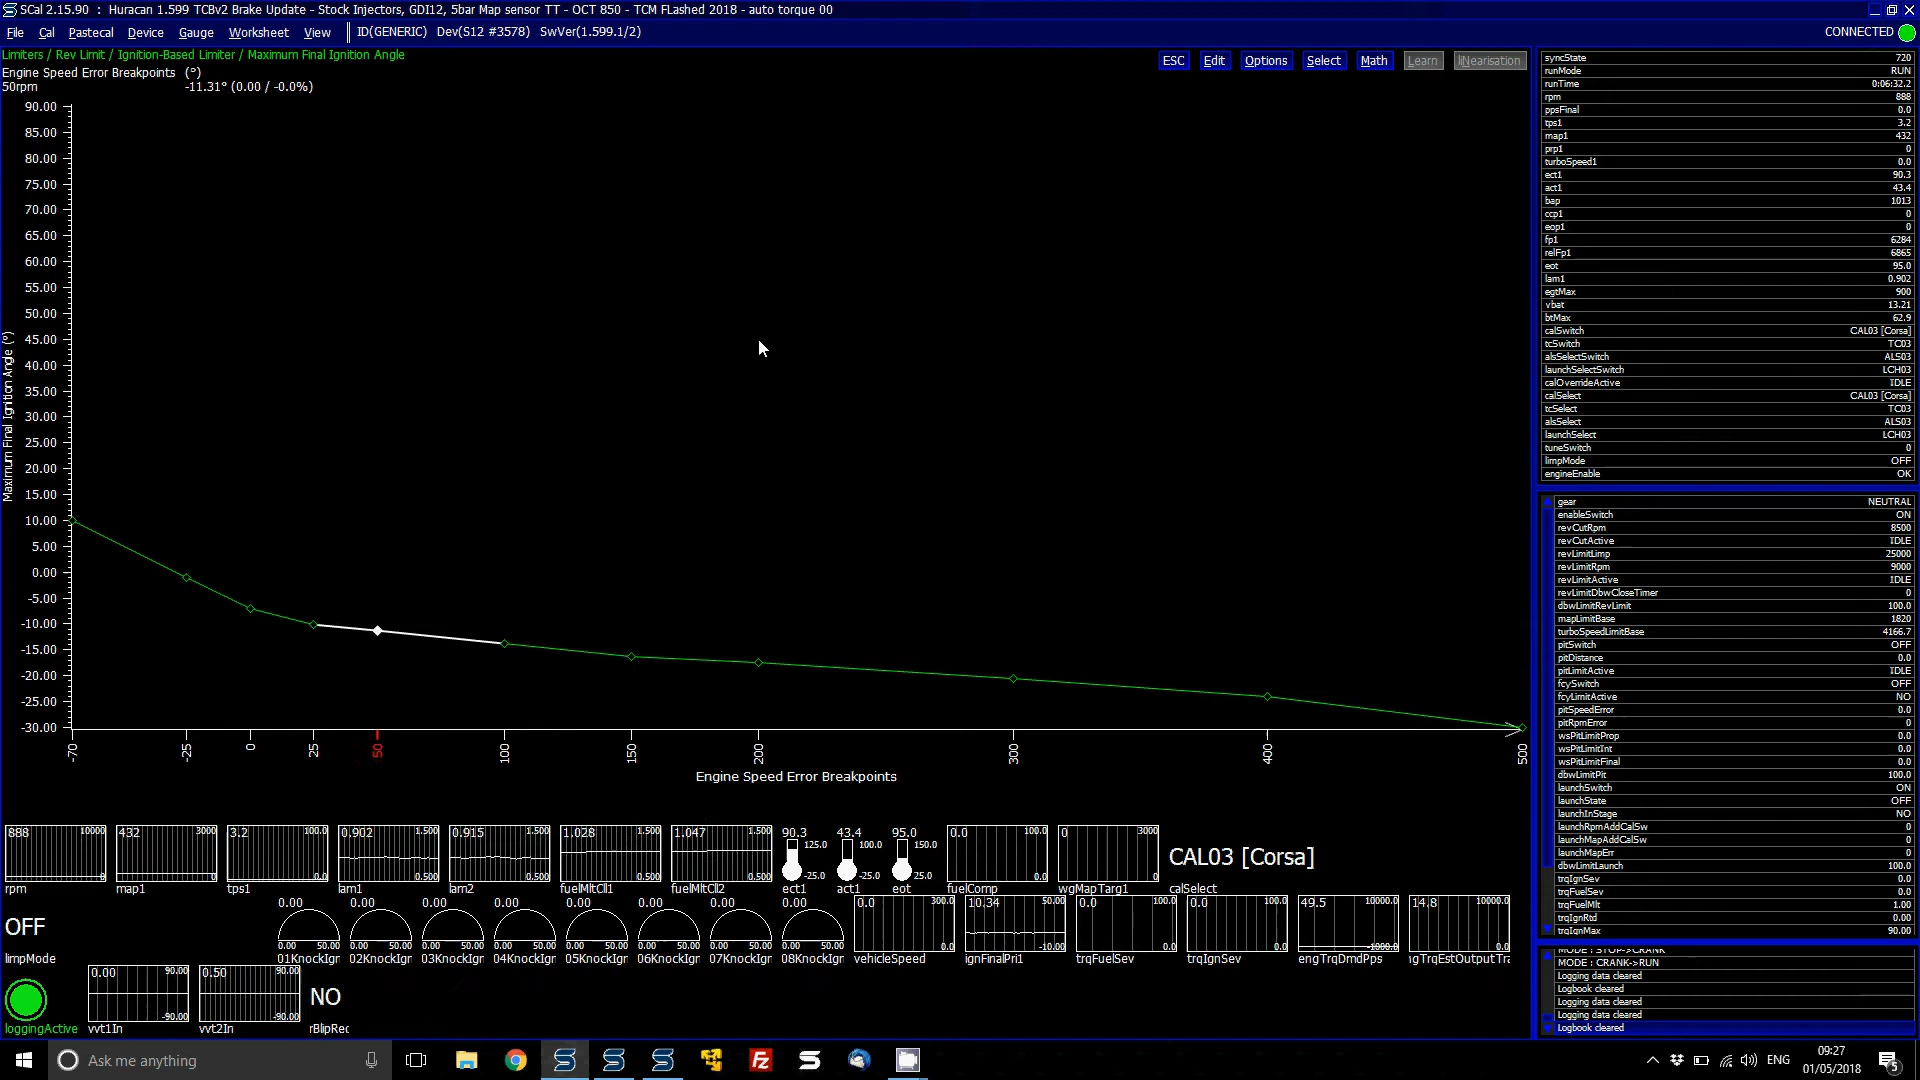 SCal 2.15.90 : Huracan 1.599 TCBv2 Brake Update - Stock Injectors, GDI12, 5bar Map sensor TT - OCT 850 - TCM FLashed 2018 - auto torque 00
File Cal Pastecal Device Gauge Worksheet View ID(GENERIC) Dev(S12 #3578) SwVer(1.599.1/2) CONNECTED
Limiters / Rev Limit / Ignition-Based Limiter / Maximum Final Ignition Angle
ESC Edit Options Select Math Learn liNearisation
Engine Speed Error Breakpoints (°)
50rpm -11.31° (0.00 / -0.0%)
90.00
85.00
80.00
75.00
70.00
65.00
60.00
55.00
50.00
45.00
40.00
35.00
30.00
25.00
20.00
15.00
10.00
5.00
0.00
-5.00
-10.00
-15.00
-20.00
-25.00
-30.00
Maximum Final Ignition Angle (°)
-70 -25 0 25 50 100 150 200 300 400 500
Engine Speed Error Breakpoints
888 10000 0.0 rpm
432 3000 0 map1
3.2 100.0 0.0 tps1
0.902 1.500 0.500 lam1
0.915 1.500 0.500 lam2
1.028 1.500 0.500 fuelMltCll1
1.047 1.500 0.500 fuelMltCll2
90.3 125.0 -25.0 ect1
43.4 100.0 -25.0 act1
95.0 150.0 25.0 eot
0.0 100.0 0.0 fuelComp
0 3000 0.0 wgMapTarg1
CAL03 [Corsa]
calSelect
OFF
limpMode
0.00 0.00 50.00 01KnockIgr
0.00 0.00 50.00 02KnockIgr
0.00 0.00 50.00 03KnockIgr
0.00 0.00 50.00 04KnockIgr
0.00 0.00 50.00 05KnockIgr
0.00 0.00 50.00 06KnockIgr
0.00 0.00 50.00 07KnockIgr
0.00 0.00 50.00 08KnockIgr
0.0 300.0 0.0 vehicleSpeed
10.34 50.00 -10.00 ignFinalPri1
0.0 100.0 0.0 trqFuelSev
0.0 100.0 0.0 trqIgnSev
49.5 10000.0 -1000.0 engTrqDmdPps
14.8 10000.0 0.0 ngTrqEstOutputTra
loggingActive
0.00 90.00 -90.00 vvt1In
0.50 90.00 -90.00 vvt2In
NO
rBlipRec
syncState 720
runMode RUN
runTime 0:06:32.2
rpm 888
ppsFinal 0.0
tps1 3.2
map1 432
prp1 0
turboSpeed1 0.0
ect1 90.3
act1 43.4
bap 1013
ccp1 0
eop1 0
fp1 6284
relFp1 6865
eot 95.0
lam1 0.902
egtMax 900
vbat 13.21
btMax 62.9
calSwitch CAL03 [Corsa]
tcSwitch TC03
alsSelectSwitch ALS03
launchSelectSwitch LCH03
calOverrideActive IDLE
calSelect CAL03 [Corsa]
tcSelect TC03
alsSelect ALS03
launchSelect LCH03
tuneSwitch 0
limpMode OFF
engineEnable OK
gear NEUTRAL
enableSwitch ON
revCutRpm 8500
revCutActive IDLE
revLimitLimp 25000
revLimitRpm 9000
revLimitActive IDLE
revLimitDbwCloseTimer 0
dbwLimitRevLimit 100.0
mapLimitBase 1820
turboSpeedLimitBase 4166.7
pitSwitch OFF
pitDistance 0.0
pitLimitActive IDLE
fcySwitch OFF
fcyLimitActive NO
pitSpeedError 0.0
pitRpmError 0
wsPitLimitProp 0.0
wsPitLimitInt 0.0
wsPitLimitFinal 0.0
dbwLimitPit 100.0
launchSwitch ON
launchState OFF
launchInStage NO
launchRpmAddCalSw 0
launchMapAddCalSw 0
launchMapErr 0
dbwLimitLaunch 100.0
trqIgnSev 0.0
trqFuelSev 0.0
trqFuelMlt 1.00
trqIgnRtd 0.00
trqIgnMax 90.00
MODE : STOP->CRANK
MODE : CRANK->RUN
Logging data cleared
Logbook cleared
Logging data cleared
Logging data cleared
Logbook cleared
Ask me anything
ENG
09:27
01/05/2018
5